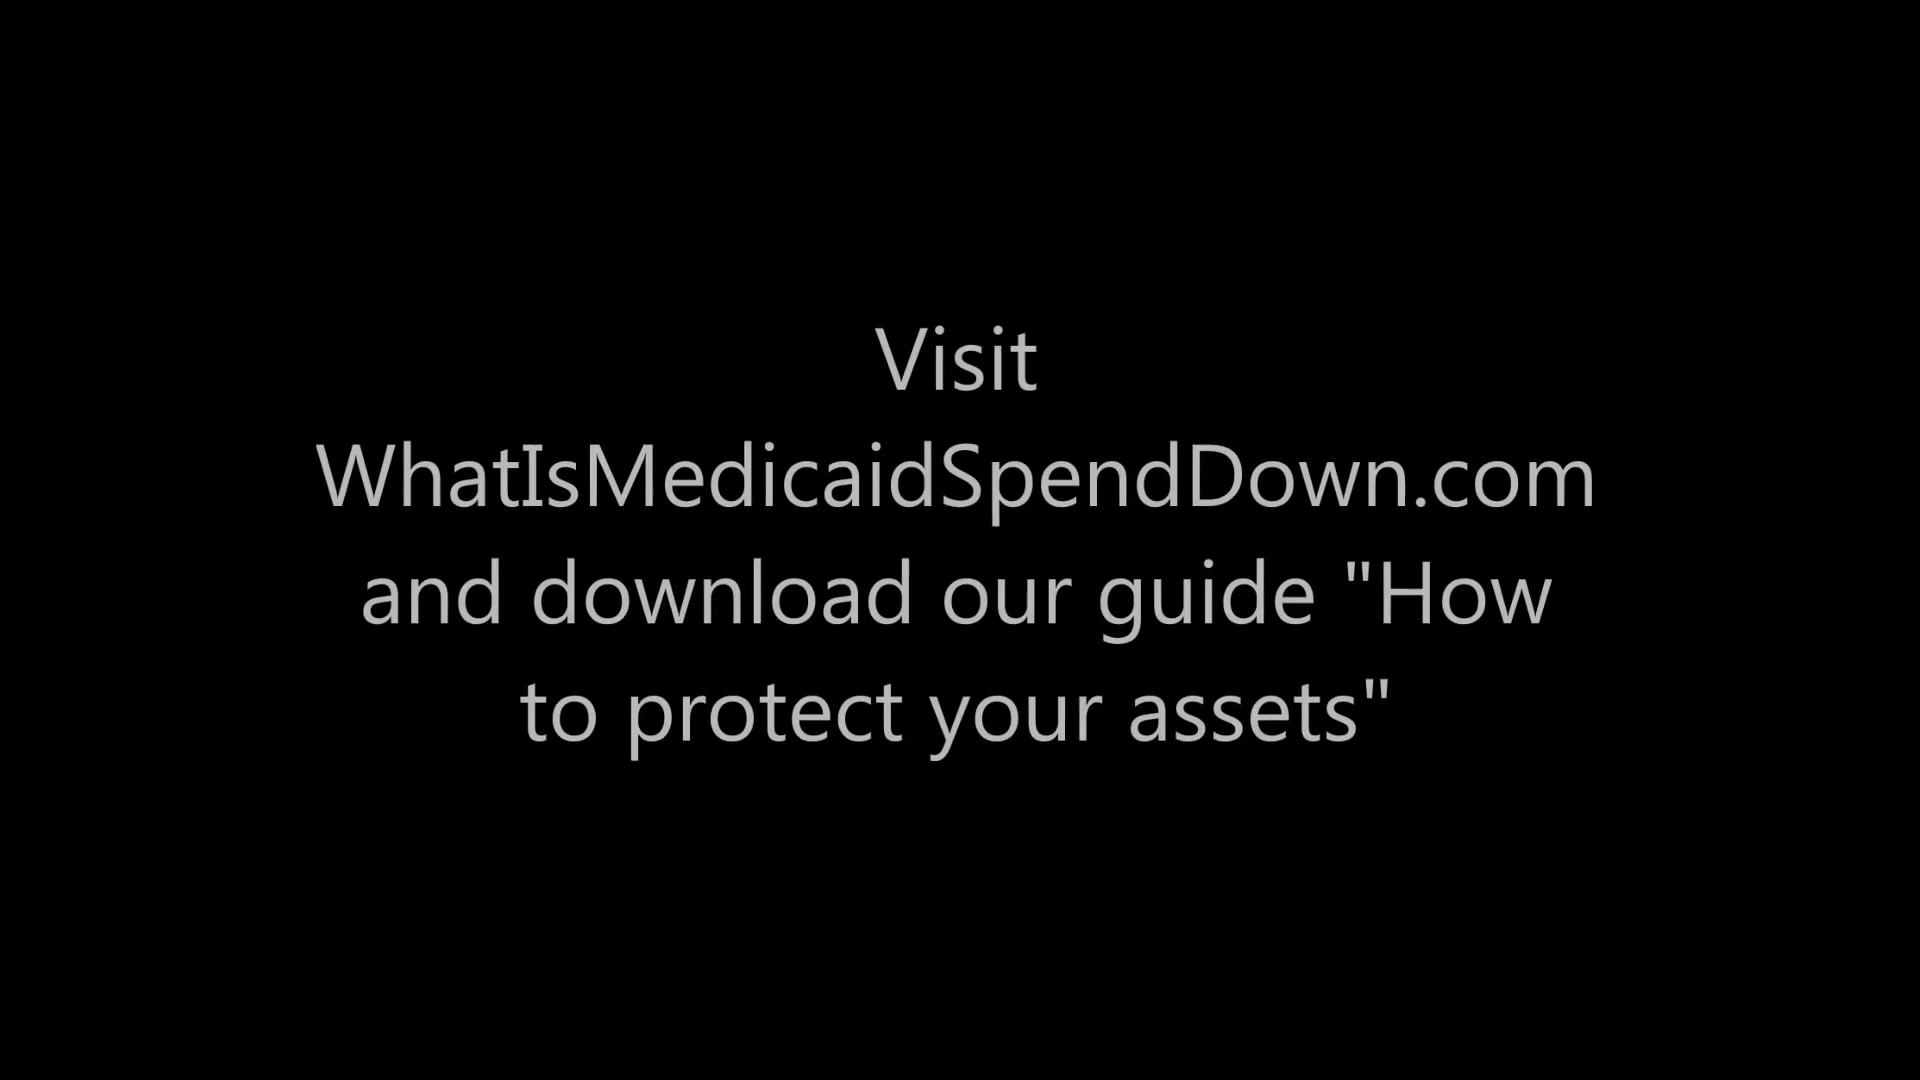 Visit
WhatIsMedicaidSpendDown.com
and download our guide "How
to protect your assets"